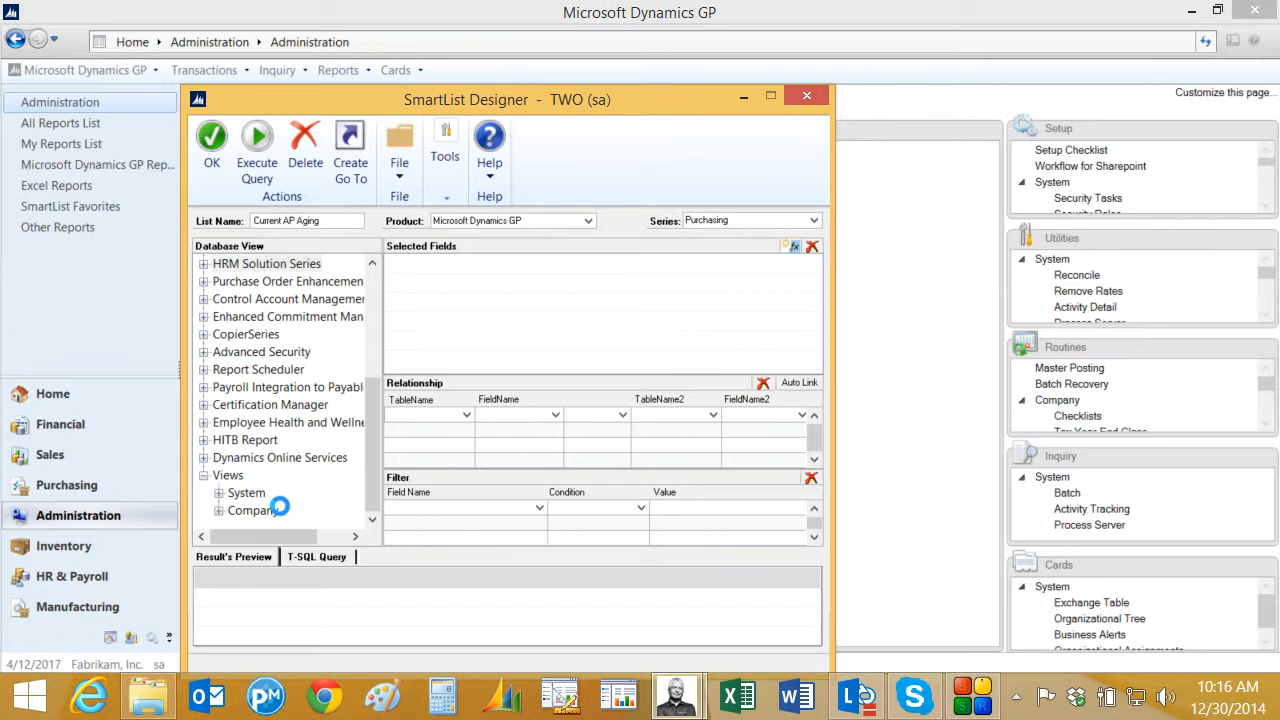 Microsoft Dynamics GP
Home Administration Administration
Microsoft Dynamics GP Transactions Inquiry Reports Cards
Customize this page...
Administration
All Reports List
My Reports List
Microsoft Dynamics GP Rep...
Excel Reports
SmartList Favorites
Other Reports
Home
Financial
Sales
Purchasing
Administration
Inventory
HR & Payroll
Manufacturing
4/12/2017 Fabrikam, Inc. sa
SmartList Designer - TWO (sa)
OK
Execute Query
Delete
Create Go To
File
Tools
Help
Actions File Help
List Name: Current AP Aging Product: Microsoft Dynamics GP Series: Purchasing
Database View
HRM Solution Series
Purchase Order Enhancemen
Control Account Managemer
Enhanced Commitment Man
CopierSeries
Advanced Security
Report Scheduler
Payroll Integration to Payable
Certification Manager
Employee Health and Wellne
HITB Report
Dynamics Online Services
Views
System
Company
Selected Fields
Relationship Auto Link
TableName FieldName TableName2 FieldName2
Filter
Field Name Condition Value
Result's Preview T-SQL Query
Setup
Setup Checklist
Workflow for Sharepoint
System
Security Tasks
Utilities
System
Reconcile
Remove Rates
Activity Detail
Routines
Master Posting
Batch Recovery
Company
Checklists
Inquiry
System
Batch
Activity Tracking
Process Server
Cards
System
Exchange Table
Organizational Tree
Business Alerts
10:16 AM
12/30/2014